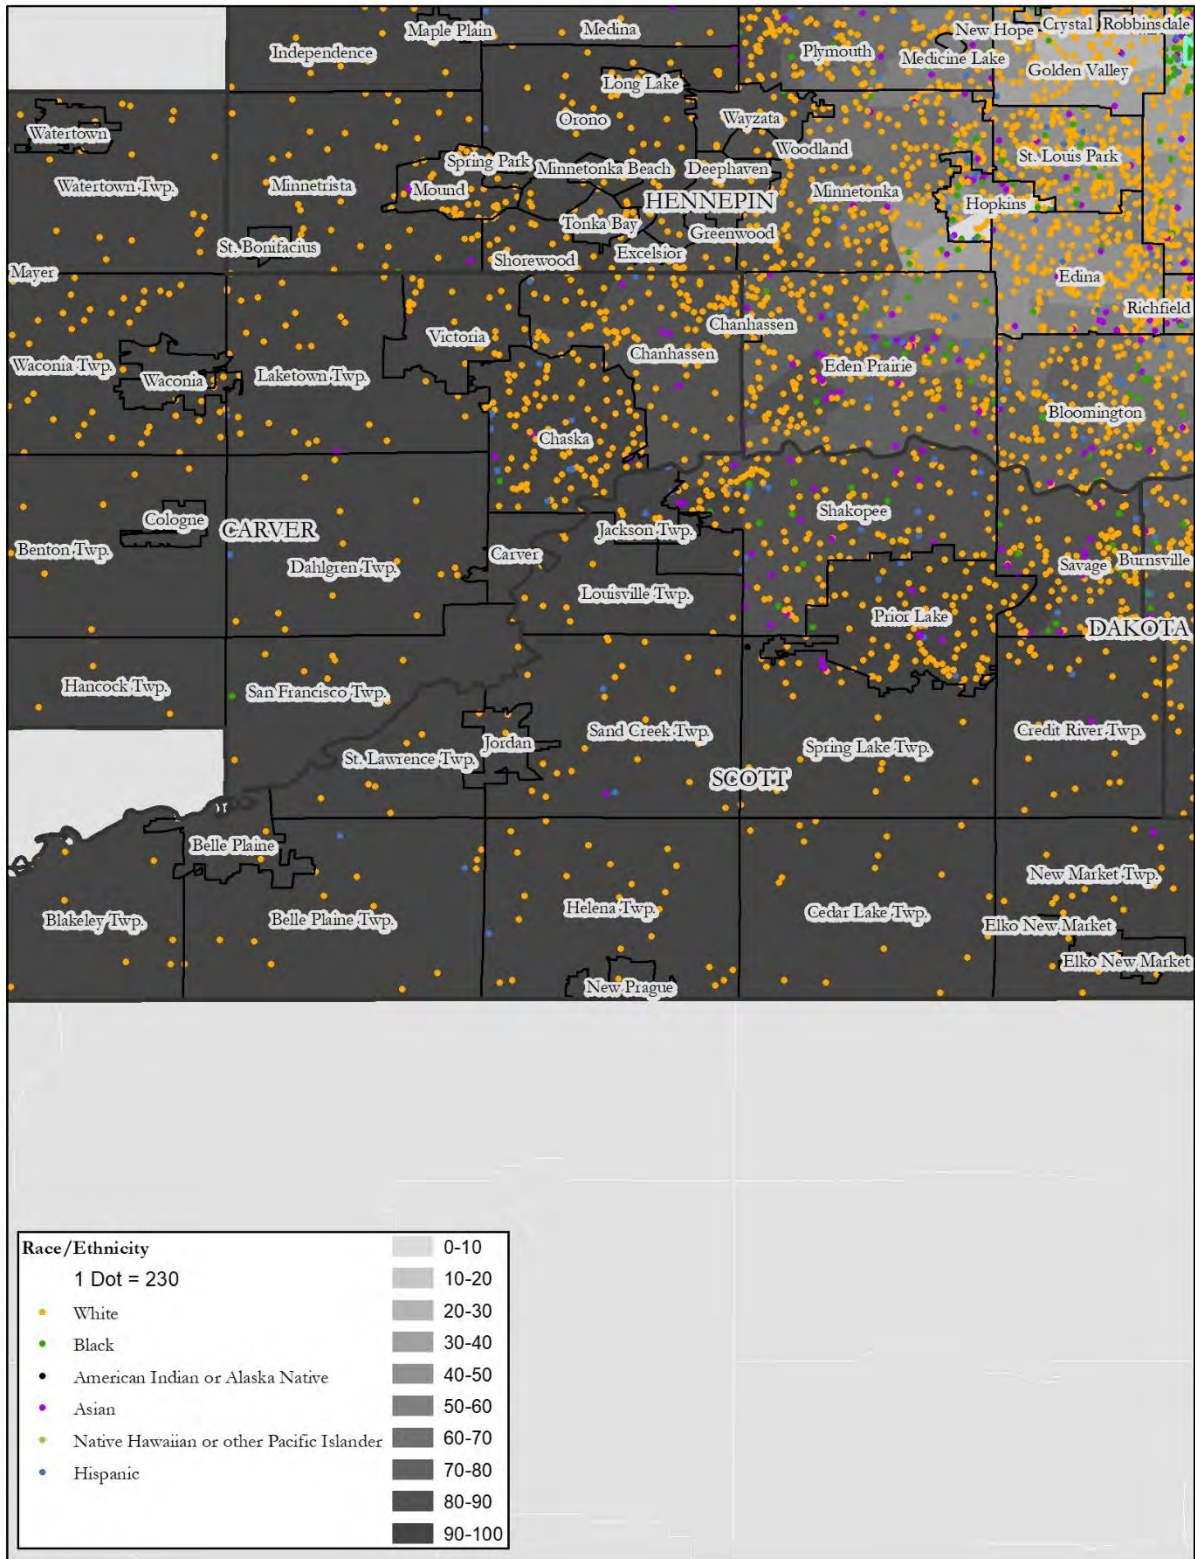 Maple Plain
Medina
New Hope
Crystal
Robbinsdale
Independence
Plymouth
Medicine Lake
Golden Valley
Long Lake
Watertown
Orono
Wayzata
Woodland
St. Louis Park
Spring Park
Minnetonka Beach
Deephaven
Watertown Twp.
Minnetrista
Mound
Minnetonka
HENNEPIN
Hopkins
Tonka Bay
Greenwood
St. Bonifacius
Excelsior
Shorewood
Mayer
Edina
Richfield
Victoria
Chanhassen
Chanhassen
Waconia Twp.
Waconia
Laketown Twp.
Eden Prairie
Bloomington
Chaska
Cologne
CARVER
Jackson Twp.
Shakopee
Benton Twp.
Dahlgren Twp.
Carver
Savage
Burnsville
Louisville Twp.
Prior Lake
DAKOTA
Hancock Twp.
San Francisco Twp.
Sand Creek Twp.
Credit River Twp.
Jordan
Spring Lake Twp.
St. Lawrence Twp.
SCOTT
Belle Plaine
New Market Twp.
Blakeley Twp.
Belle Plaine Twp.
Helena Twp.
Cedar Lake Twp.
Elko New Market
Elko New Market
New Prague
Race/Ethnicity
1 Dot = 230
White
Black
American Indian or Alaska Native
Asian
Native Hawaiian or other Pacific Islander
Hispanic
0-10
10-20
20-30
30-40
40-50
50-60
60-70
70-80
80-90
90-100